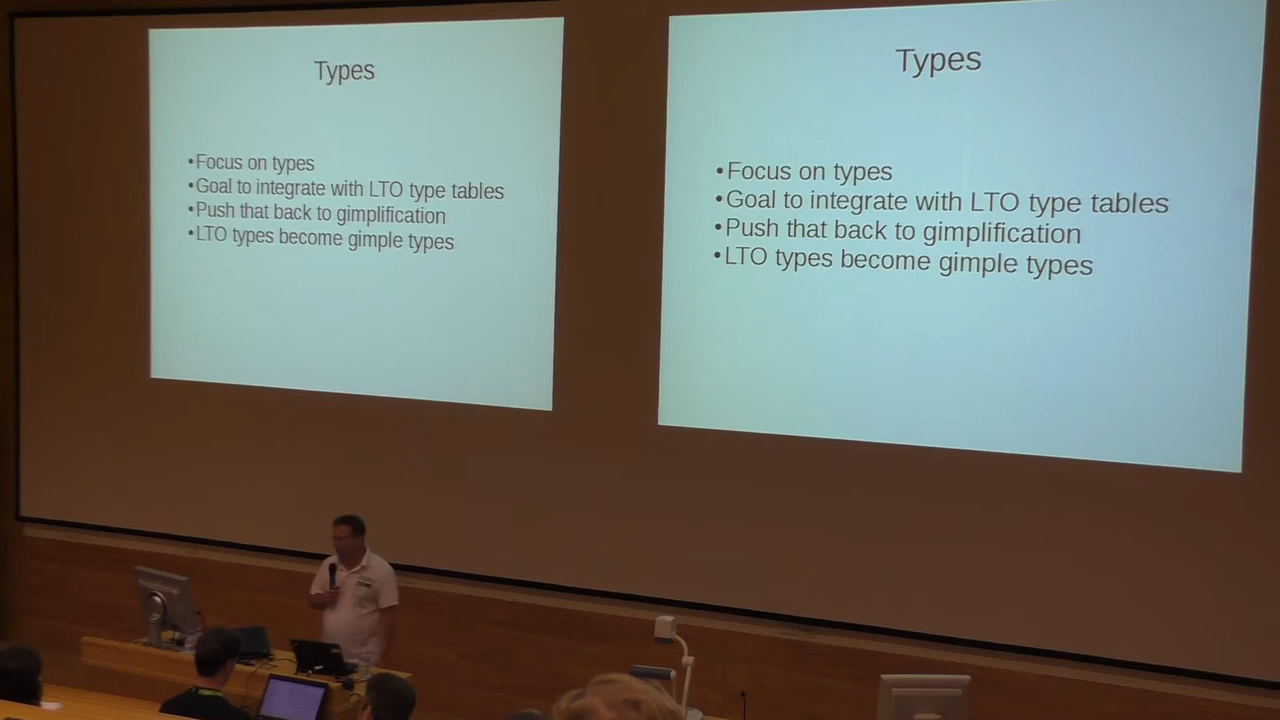 Types
•Focus on types
•Goal to integrate with LTO type tables
•Push that back to gimplification
•LTO types become gimple types
Types
•Focus on types
•Goal to integrate with LTO type tables
•Push that back to gimplification
•LTO types become gimple types